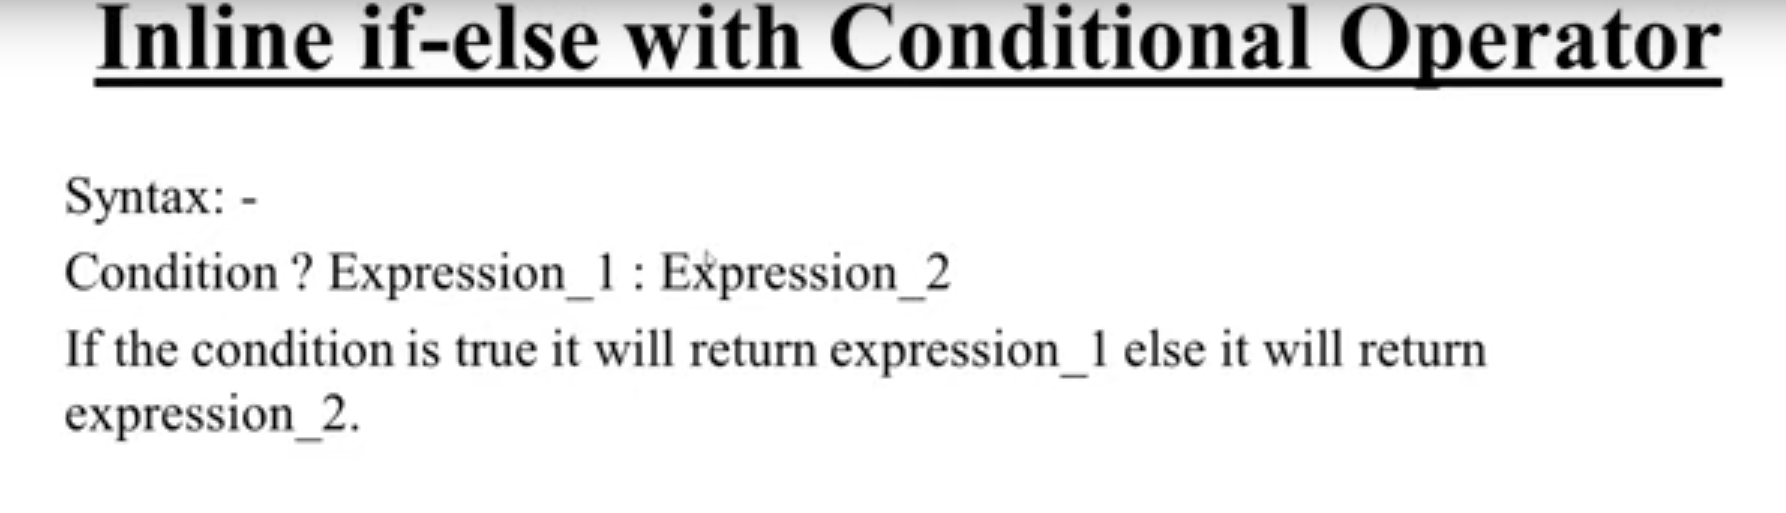 Inline if-else with Conditional Operator
Syntax: -
Condition ? Expression_1 : Expression_2
If the condition is true it will return expression_1 else it will return
expression_2.